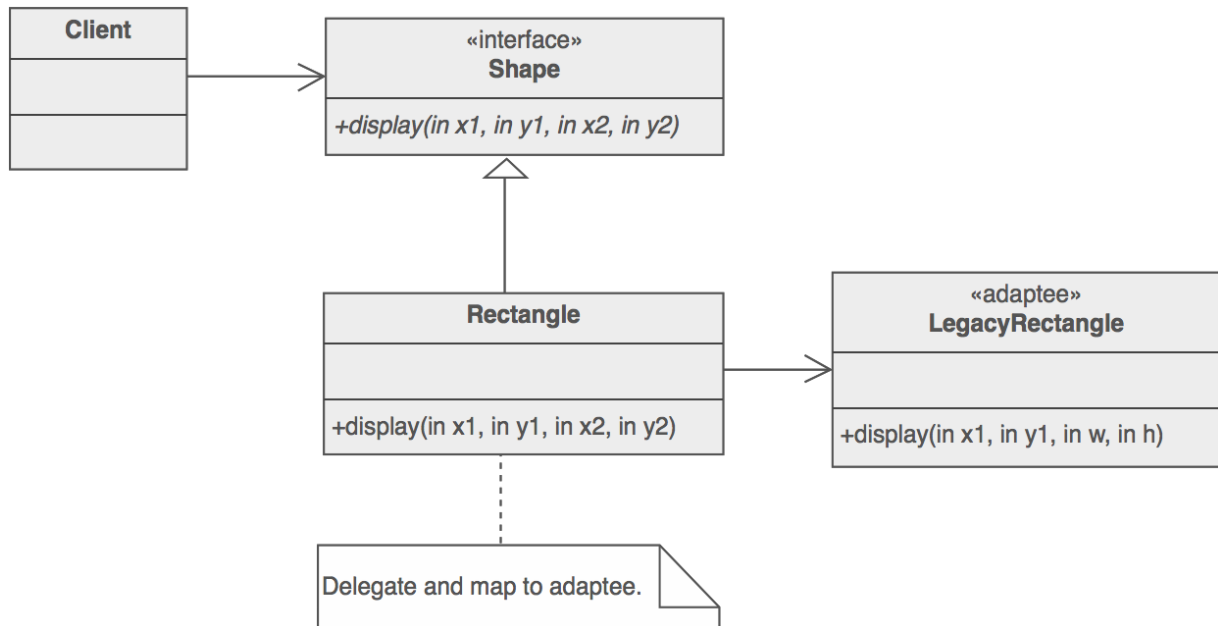 Client
«interface»
Shape
+display(in x1, in y1, in x2, in y2)
Rectangle
+display(in x1, in y1, in x2, in y2)
«adaptee»
LegacyRectangle
+display(in x1, in y1, in w, in h)
Delegate and map to adaptee.